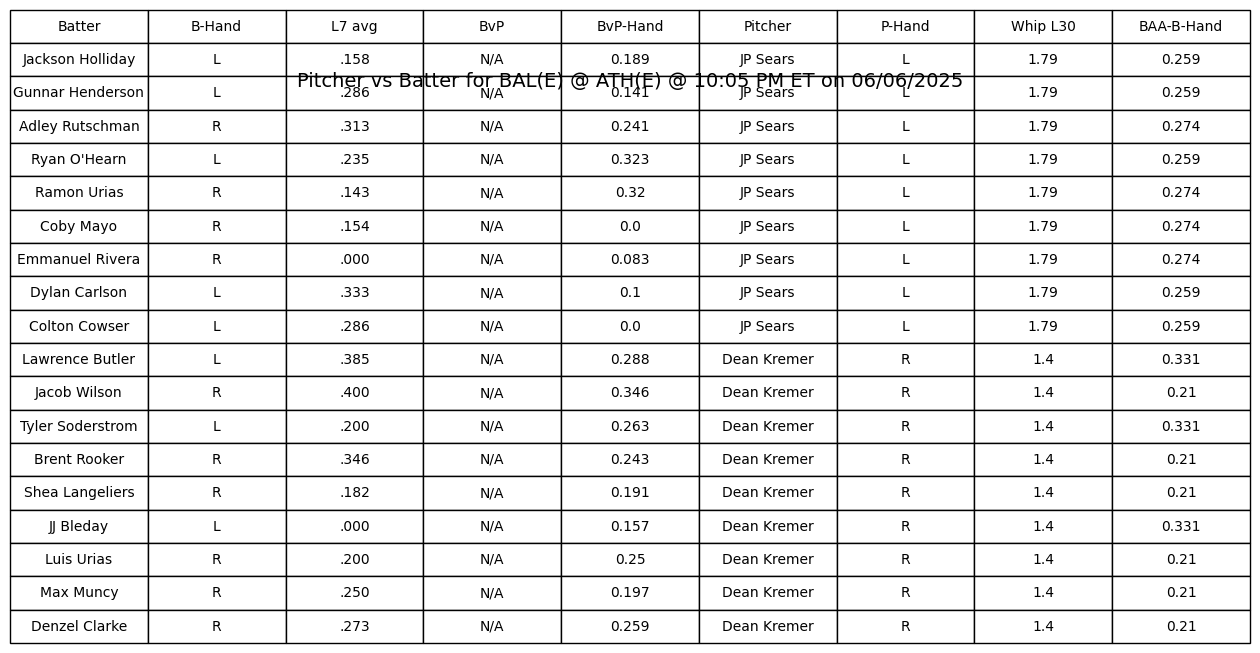 Batter B-Hand L7 avg BvP BvP-Hand Pitcher P-Hand Whip L30 BAA-B-Hand
Jackson Holliday L .158 N/A 0.189 JP Sears L 1.79 0.259
Pitcher vs Batter for BAL(E) @ ATH(E) @ 10:05 PM ET on 06/06/2025
Gunnar Henderson L .286 N/A 0.141 JP Sears L 1.79 0.259
Adley Rutschman R .313 N/A 0.241 JP Sears L 1.79 0.274
Ryan O'Hearn L .235 N/A 0.323 JP Sears L 1.79 0.259
Ramon Urias R .143 N/A 0.32 JP Sears L 1.79 0.274
Coby Mayo R .154 N/A 0.0 JP Sears L 1.79 0.274
Emmanuel Rivera R .000 N/A 0.083 JP Sears L 1.79 0.274
Dylan Carlson L .333 N/A 0.1 JP Sears L 1.79 0.259
Colton Cowser L .286 N/A 0.0 JP Sears L 1.79 0.259
Lawrence Butler L .385 N/A 0.288 Dean Kremer R 1.4 0.331
Jacob Wilson R .400 N/A 0.346 Dean Kremer R 1.4 0.21
Tyler Soderstrom L .200 N/A 0.263 Dean Kremer R 1.4 0.331
Brent Rooker R .346 N/A 0.243 Dean Kremer R 1.4 0.21
Shea Langeliers R .182 N/A 0.191 Dean Kremer R 1.4 0.21
JJ Bleday L .000 N/A 0.157 Dean Kremer R 1.4 0.331
Luis Urias R .200 N/A 0.25 Dean Kremer R 1.4 0.21
Max Muncy R .250 N/A 0.197 Dean Kremer R 1.4 0.21
Denzel Clarke R .273 N/A 0.259 Dean Kremer R 1.4 0.21